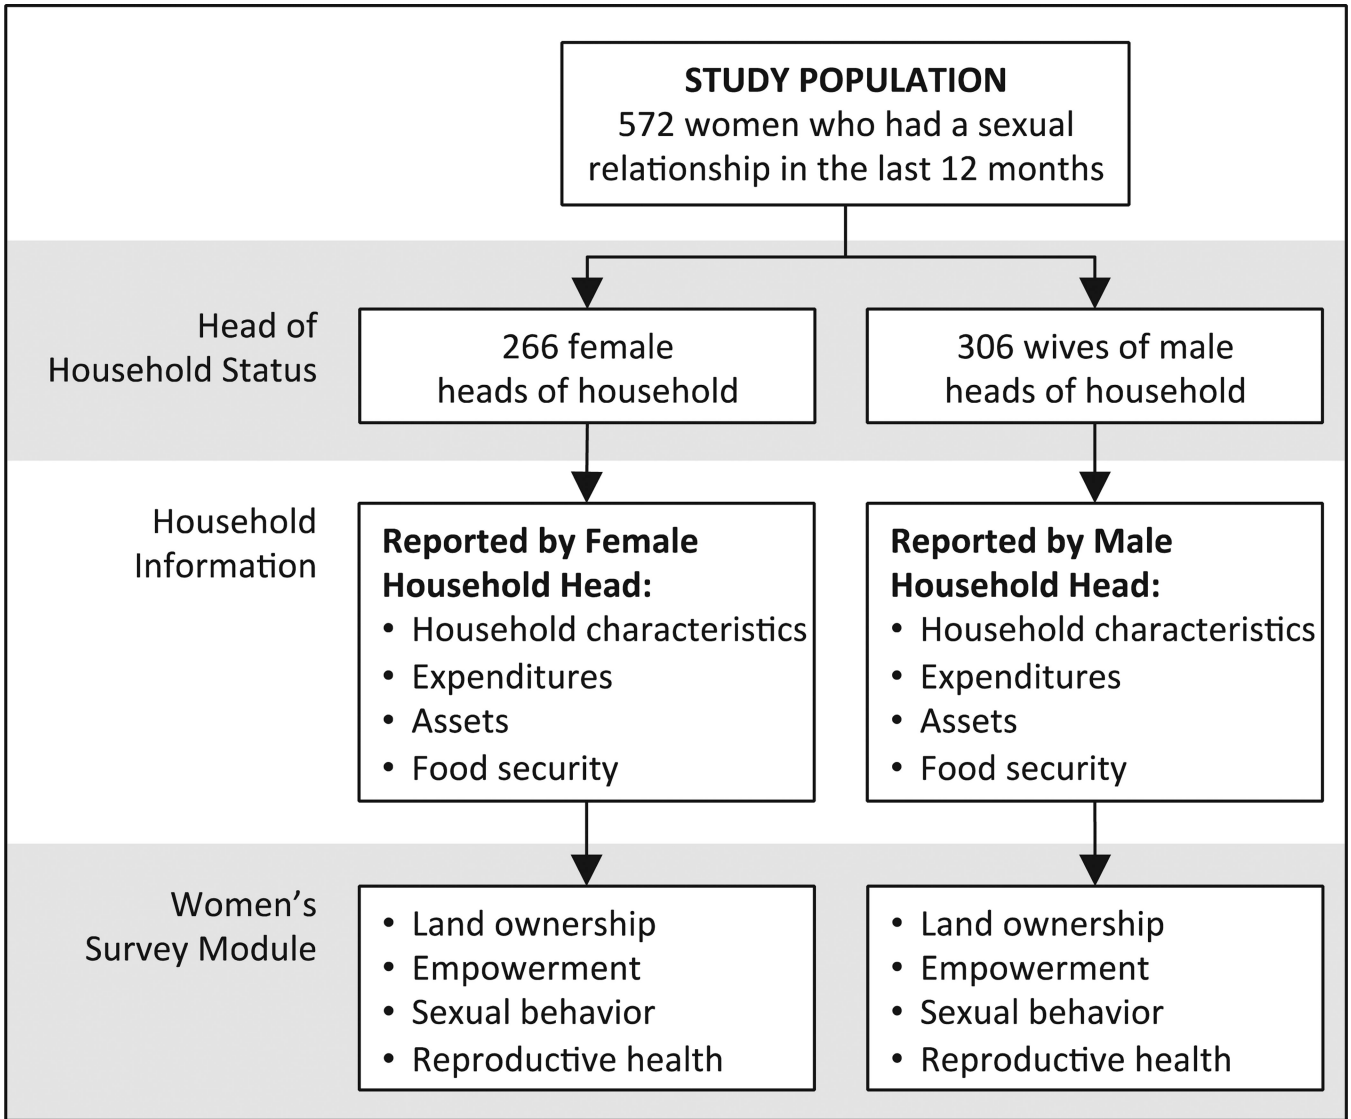 STUDY POPULATION
572 women who had a sexual
relationship in the last 12 months
Head of
Household Status
266 female
heads of household
306 wives of male
heads of household
Household
Information
Reported by Female
Household Head:
• Household characteristics
• Expenditures
• Assets
• Food security
Reported by Male
Household Head:
• Household characteristics
• Expenditures
• Assets
• Food security
Women’s
Survey Module
• Land ownership
• Empowerment
• Sexual behavior
• Reproductive health
• Land ownership
• Empowerment
• Sexual behavior
• Reproductive health